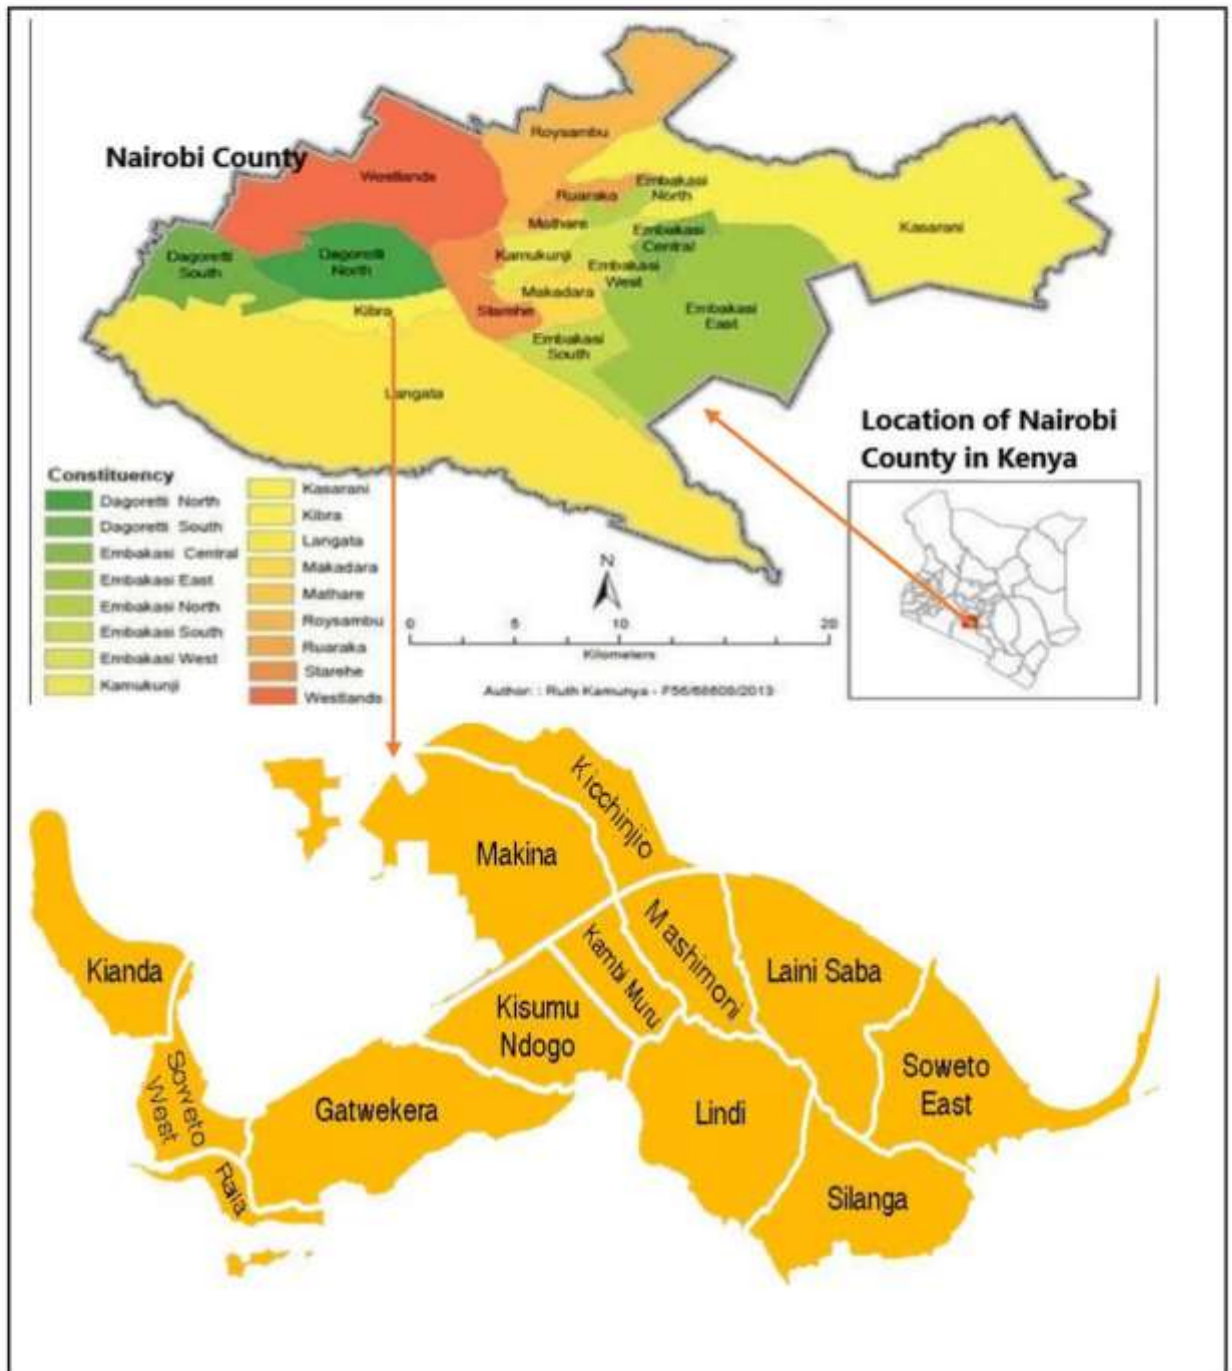 Nairobi County
Roysambu
Westlands
Embakasi
North
Ruaraka
Mathare
Kasarani
Embakasi
Central
Dagoretti
South
Dagoretti
North
Kamukunji
Embakasi
West
Makadara
Kibra
Starehe
Embakasi
East
Embakasi
South
Langata
Location of Nairobi
County in Kenya
Constituency
Dagoretti North
Dagoretti South
Embakasi Central
Embakasi East
Embakasi North
Embakasi South
Embakasi West
Kamukunji
Kasarani
Kibra
Langata
Makadara
Mathare
Roysambu
Ruaraka
Starehe
Westlands
N
0 5 10 20
Kilometers
Author: : Ruth Kamunya - F56/68609/2013
Kicchinjio
Makina
Mashimoni
Kambi Muru
Laini Saba
Kianda
Kisumu
Ndogo
Soweto
East
Soweto
West
Gatwekera
Lindi
Raila
Silanga